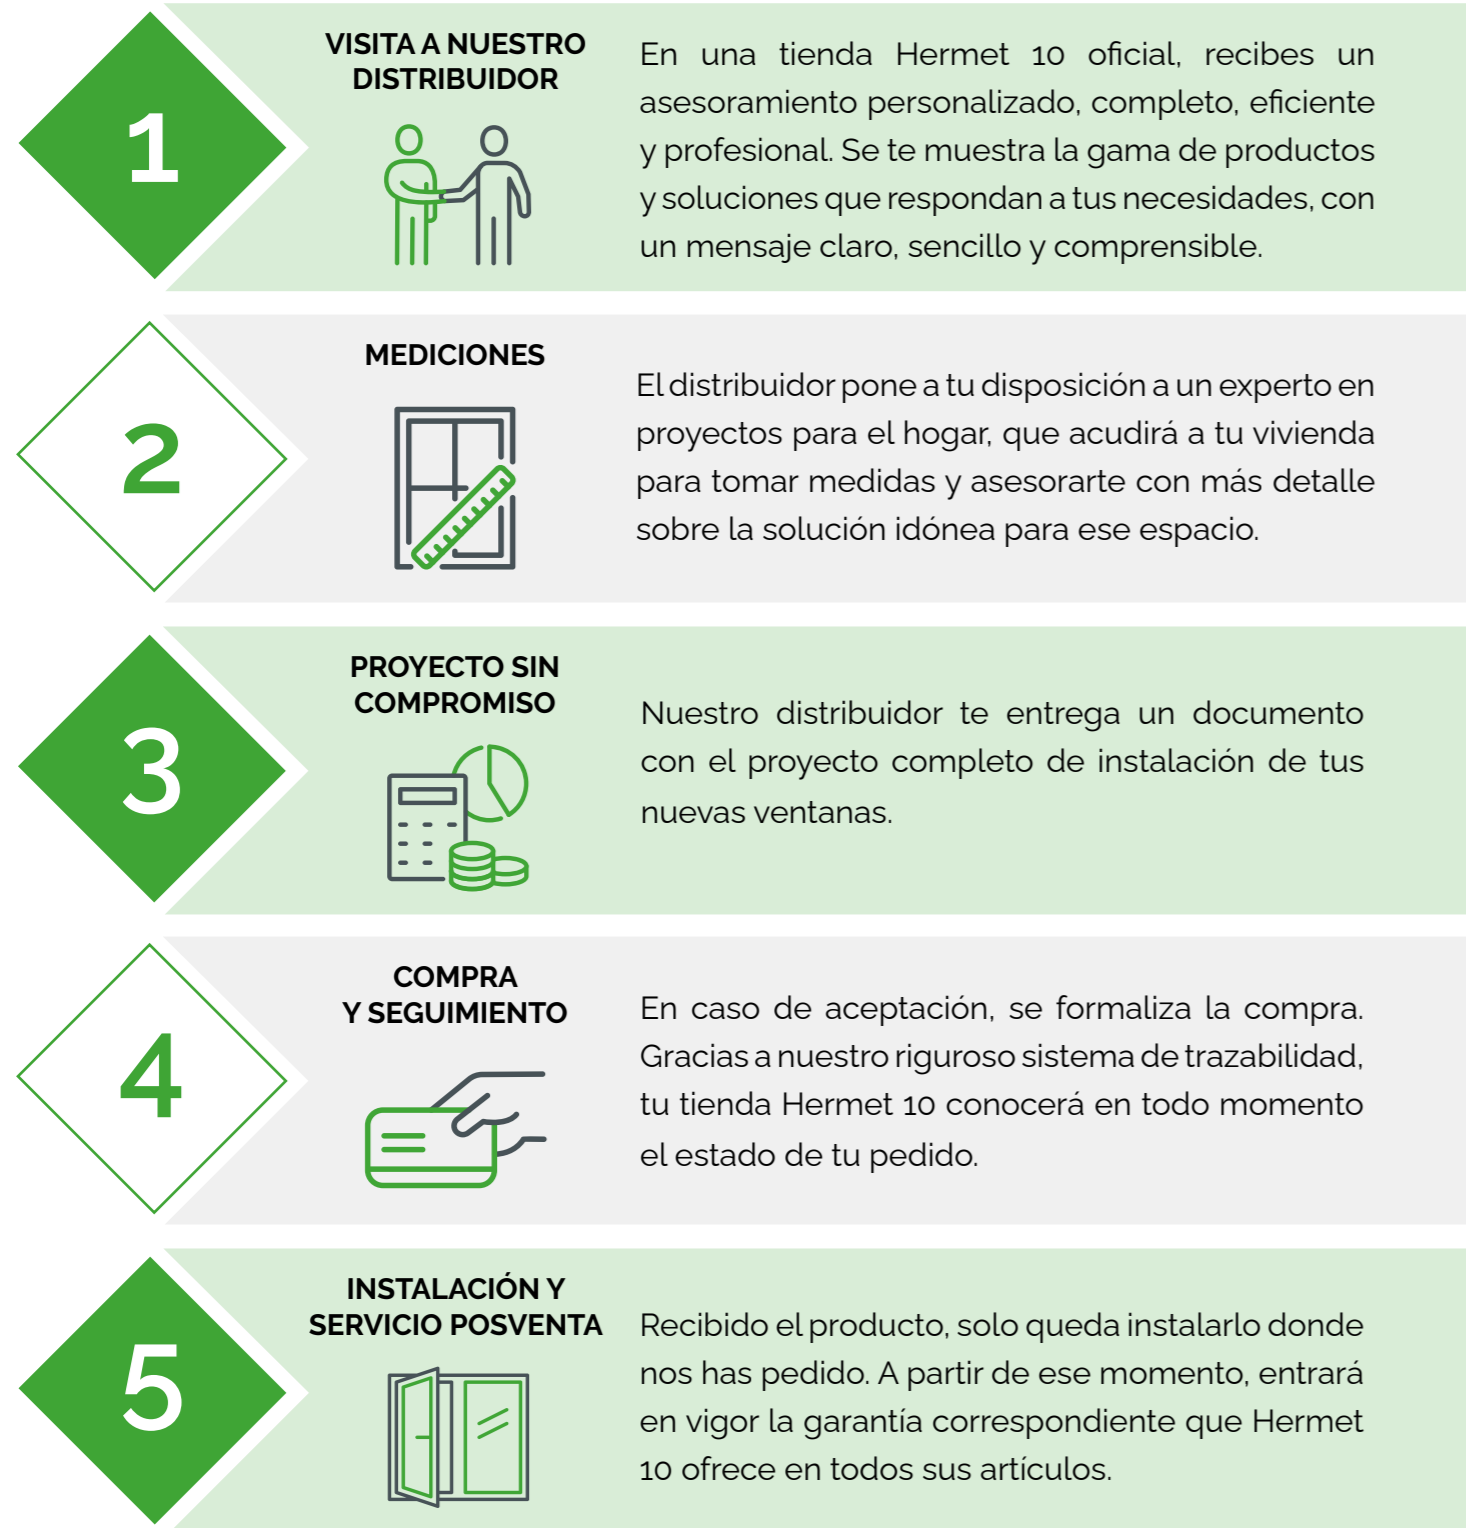 1
VISITA A NUESTRO
DISTRIBUIDOR
En una tienda Hermet 10 oficial, recibes un
asesoramiento personalizado, completo, eficiente
y profesional. Se te muestra la gama de productos
y soluciones que respondan a tus necesidades, con
un mensaje claro, sencillo y comprensible.
2
MEDICIONES
El distribuidor pone a tu disposición a un experto en
proyectos para el hogar, que acudirá a tu vivienda
para tomar medidas y asesorarte con más detalle
sobre la solución idónea para ese espacio.
3
PROYECTO SIN
COMPROMISO
Nuestro distribuidor te entrega un documento
con el proyecto completo de instalación de tus
nuevas ventanas.
4
COMPRA
Y SEGUIMIENTO
En caso de aceptación, se formaliza la compra.
Gracias a nuestro riguroso sistema de trazabilidad,
tu tienda Hermet 10 conocerá en todo momento
el estado de tu pedido.
5
INSTALACIÓN Y
SERVICIO POSVENTA
Recibido el producto, solo queda instalarlo donde
nos has pedido. A partir de ese momento, entrará
en vigor la garantía correspondiente que Hermet
10 ofrece en todos sus artículos.